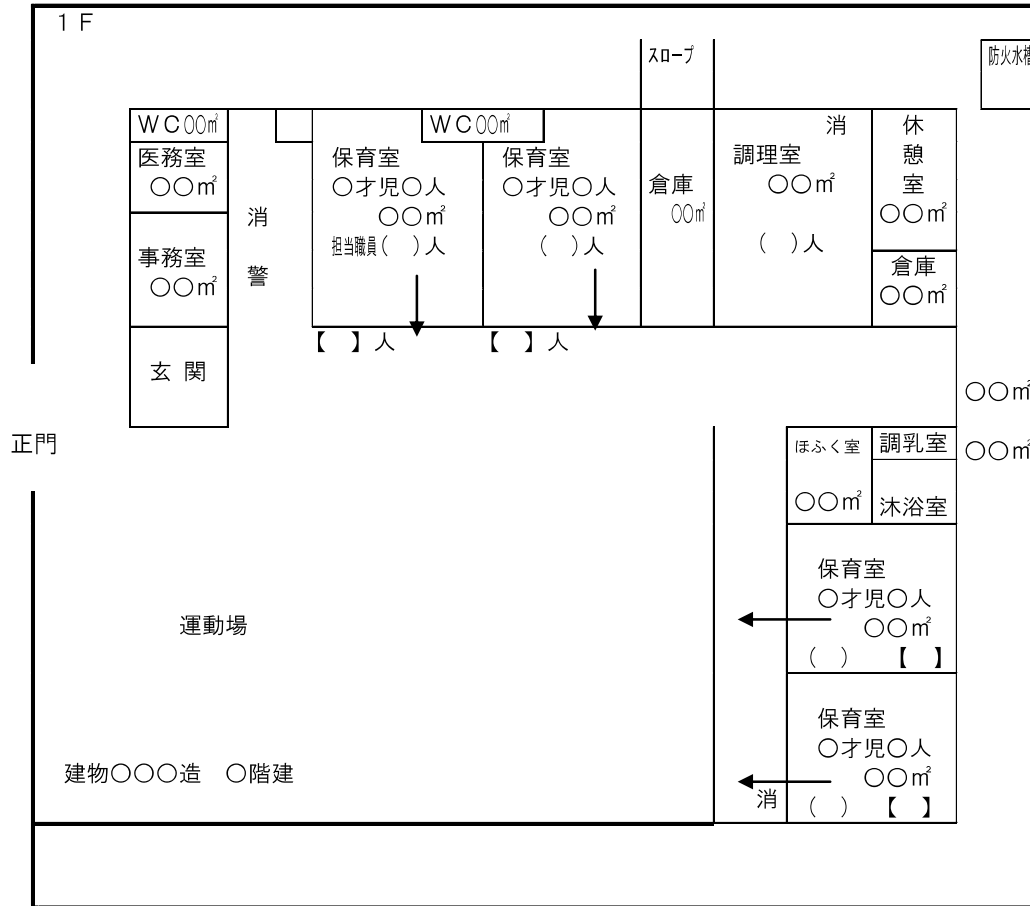 １Ｆ
スロープ
防火水槽
ＷＣ○○㎡
ＷＣ○○㎡
医務室
○○㎡
保育室
○才児○人
○○㎡
担当職員（　）人
保育室
○才児○人
○○㎡
（　）人
倉庫
○○㎡
消
調理室
○○㎡
（　）人
休
憩
室
○○㎡
消
警
事務室
○○㎡
倉庫
○○㎡
【　】人
【　】人
玄 関
○○㎡
正門
ほふく室
○○㎡
調乳室
沐浴室
○○㎡
保育室
○才児○人
○○㎡
（　）　【　】
運動場
保育室
○才児○人
○○㎡
（　）　【　】
消
建物○○○造　○階建